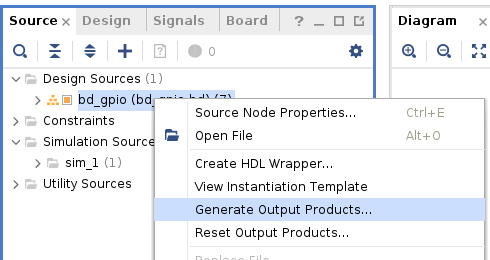 Source × Design Signals Board ? _ □ ×
Diagram ×
0
Design Sources (1)
bd_gpio (bd_gpio.bd) (7)
Constraints
Simulation Source
sim_1 (1)
Utility Sources
Source Node Properties... Ctrl+E
Open File Alt+O
Create HDL Wrapper...
View Instantiation Template
Generate Output Products...
Reset Output Products...
Replace File